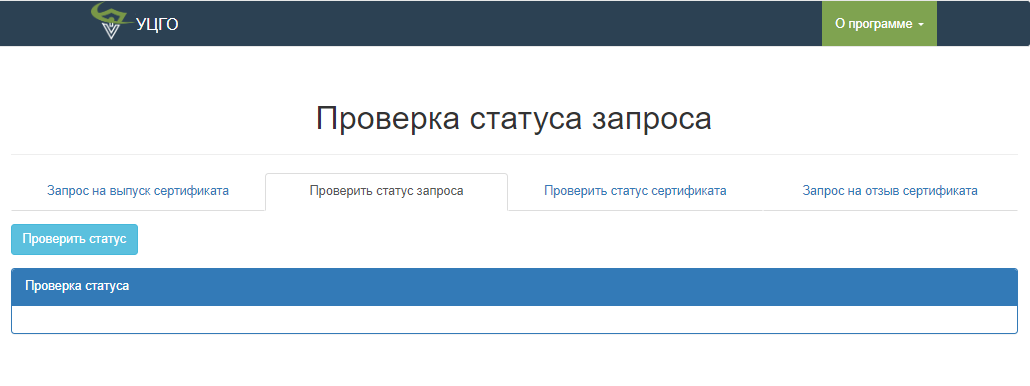 УЦГО
О программе
Проверка статуса запроса
Запрос на выпуск сертификата
Проверить статус запроса
Проверить статус сертификата
Запрос на отзыв сертификата
Проверить статус
Проверка статуса